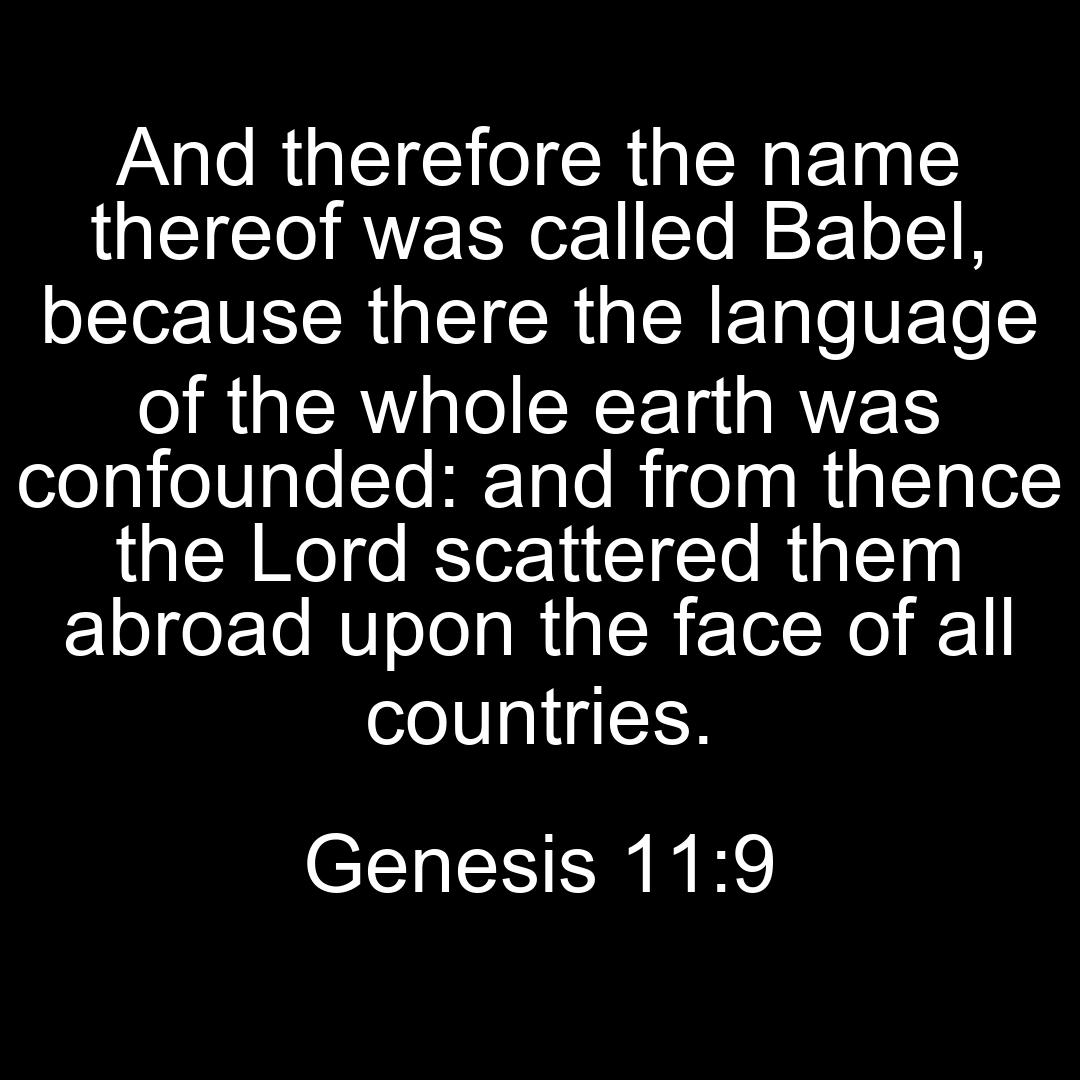 And therefore the name
thereof was called Babel,
because there the language
of the whole earth was
confounded: and from thence
the Lord scattered them
abroad upon the face of all
countries.
Genesis 11:9